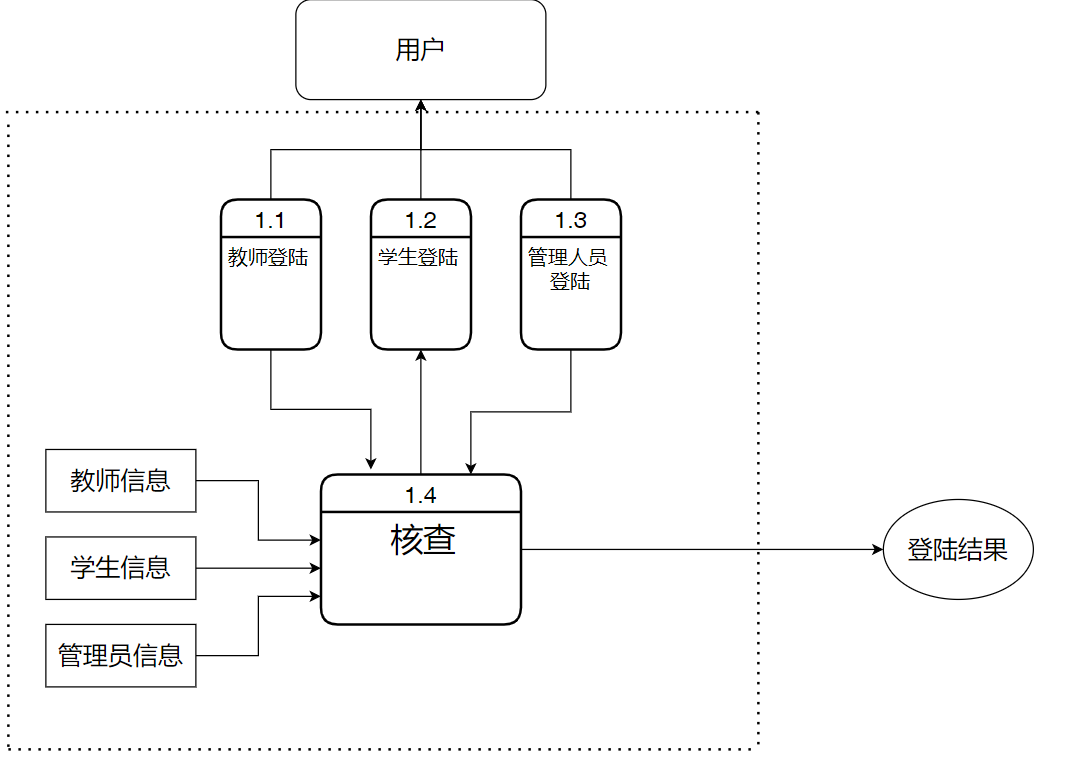 用户
1.1
教师登陆
1.2
学生登陆
1.3
管理人员
登陆
教师信息
学生信息
管理员信息
1.4
核查
登陆结果